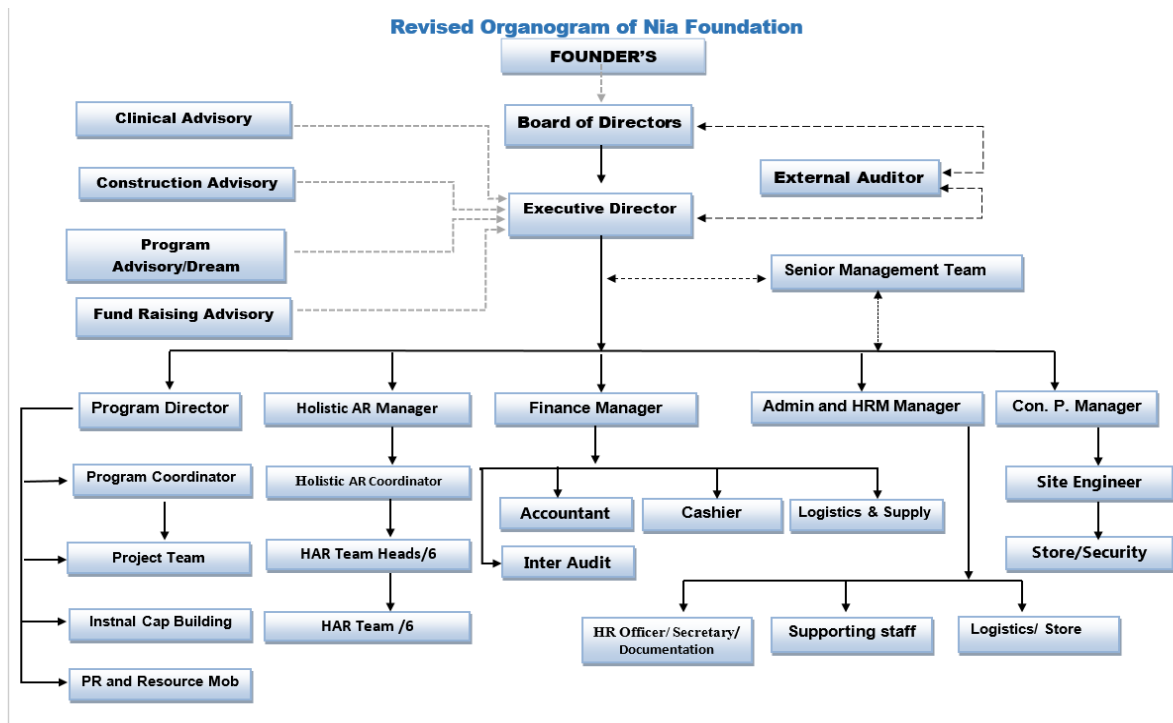 Revised Organogram of Nia Foundation
FOUNDER'S
Clinical Advisory
Board of Directors
Construction Advisory
External Auditor
Executive Director
Program
Advisory/Dream
Senior Management Team
Fund Raising Advisory
Program Director
Holistic AR Manager
Finance Manager
Admin and HRM Manager
Con. P. Manager
Program Coordinator
Holistic AR Coordinator
Site Engineer
Accountant
Cashier
Logistics & Supply
Project Team
HAR Team Heads/6
Inter Audit
Store/Security
Instnal Cap Building
HAR Team /6
HR Officer/ Secretary/
Documentation
Supporting staff
Logistics/ Store
PR and Resource Mob